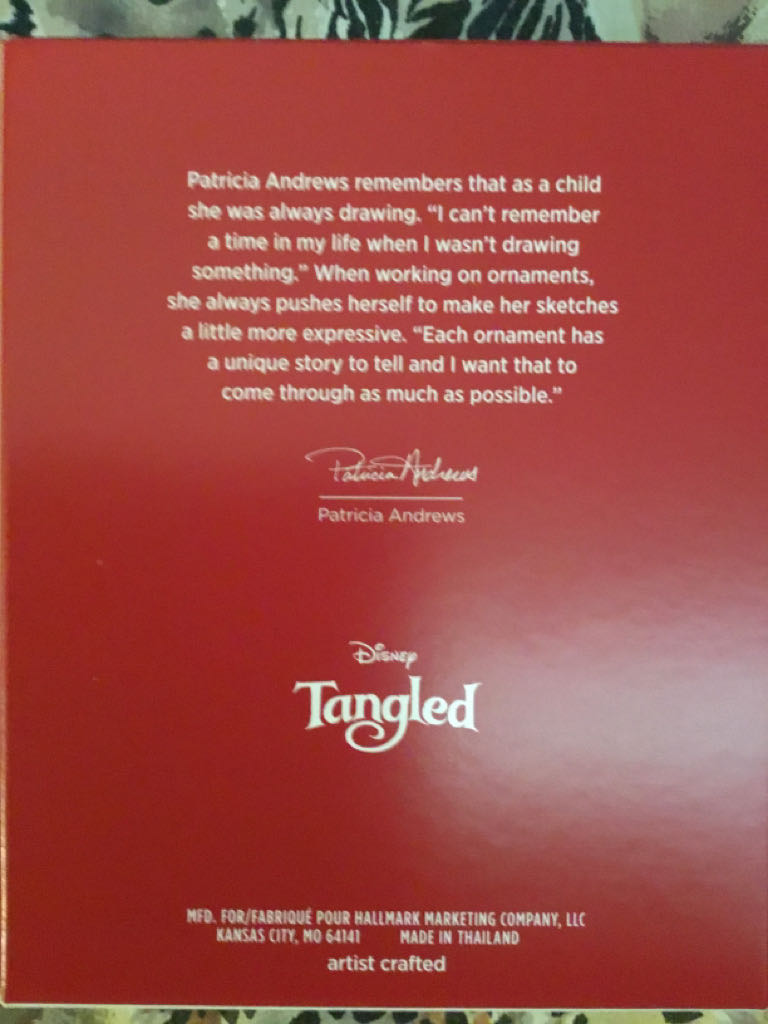 Patricia Andrews remembers that as a child
she was always drawing. “I can’t remember
a time in my life when I wasn’t drawing
something.” When working on ornaments,
she always pushes herself to make her sketches
a little more expressive. “Each ornament has
a unique story to tell and I want that to
come through as much as possible.”
Patricia Andrews
Patricia Andrews
Disney
Tangled
MFD. FOR/FABRIQUÉ POUR HALLMARK MARKETING COMPANY, LLC
KANSAS CITY, MO 64141 MADE IN THAILAND
artist crafted